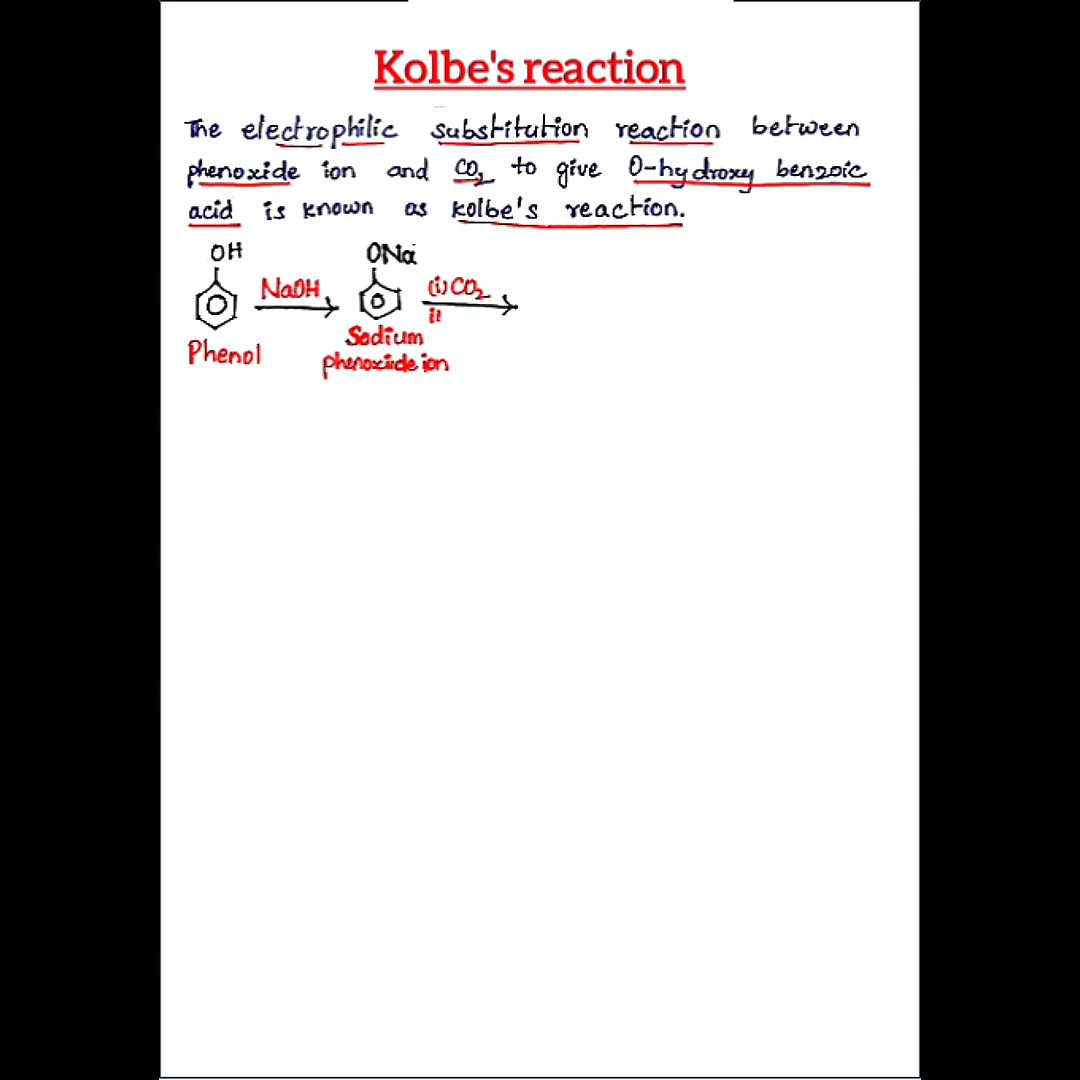 Kolbe's reaction
The electrophilic substitution reaction between
phenoxide ion and CO2 to give O-hydroxy benzoic
acid is known as kolbe's reaction.
OH ONa
NaOH (i) CO2
ii
Phenol Sodium
phenoxide ion